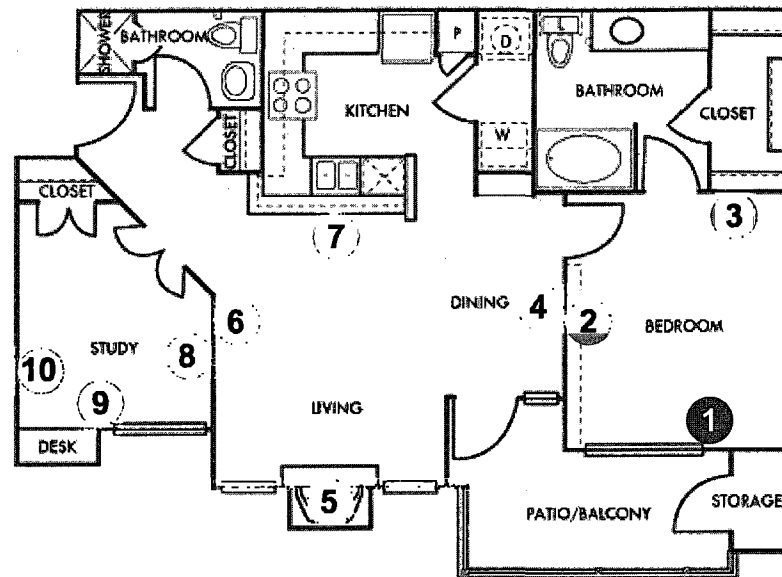 SHOWER
BATHROOM
P
D
KITCHEN
BATHROOM
CLOSET
CLOSET
W
CLOSET
3
7
DINING
4
2
BEDROOM
6
STUDY
8
10
9
LIVING
1
DESK
5
PATIO/BALCONY
STORAGE